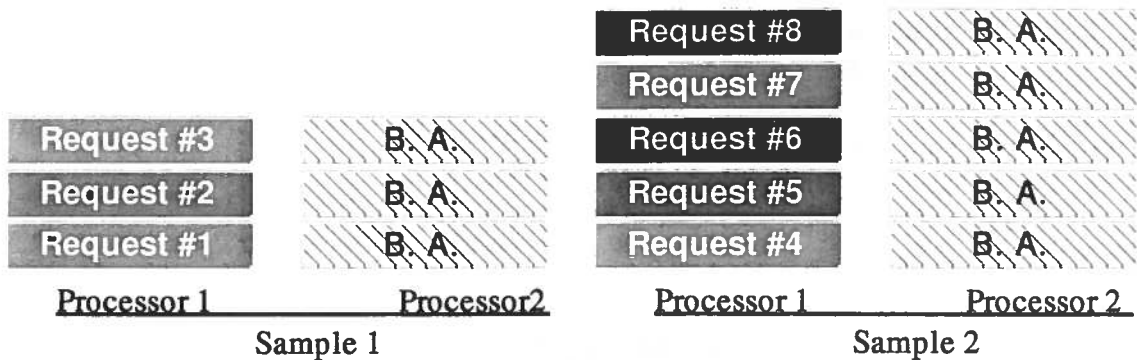 Request #8 B. A.
Request #7 B. A.
Request #3 B. A. Request #6 B. A.
Request #2 B. A. Request #5 B. A.
Request #1 B. A. Request #4 B. A.
Processor 1 Processor2 Processor 1 Processor 2
Sample 1 Sample 2